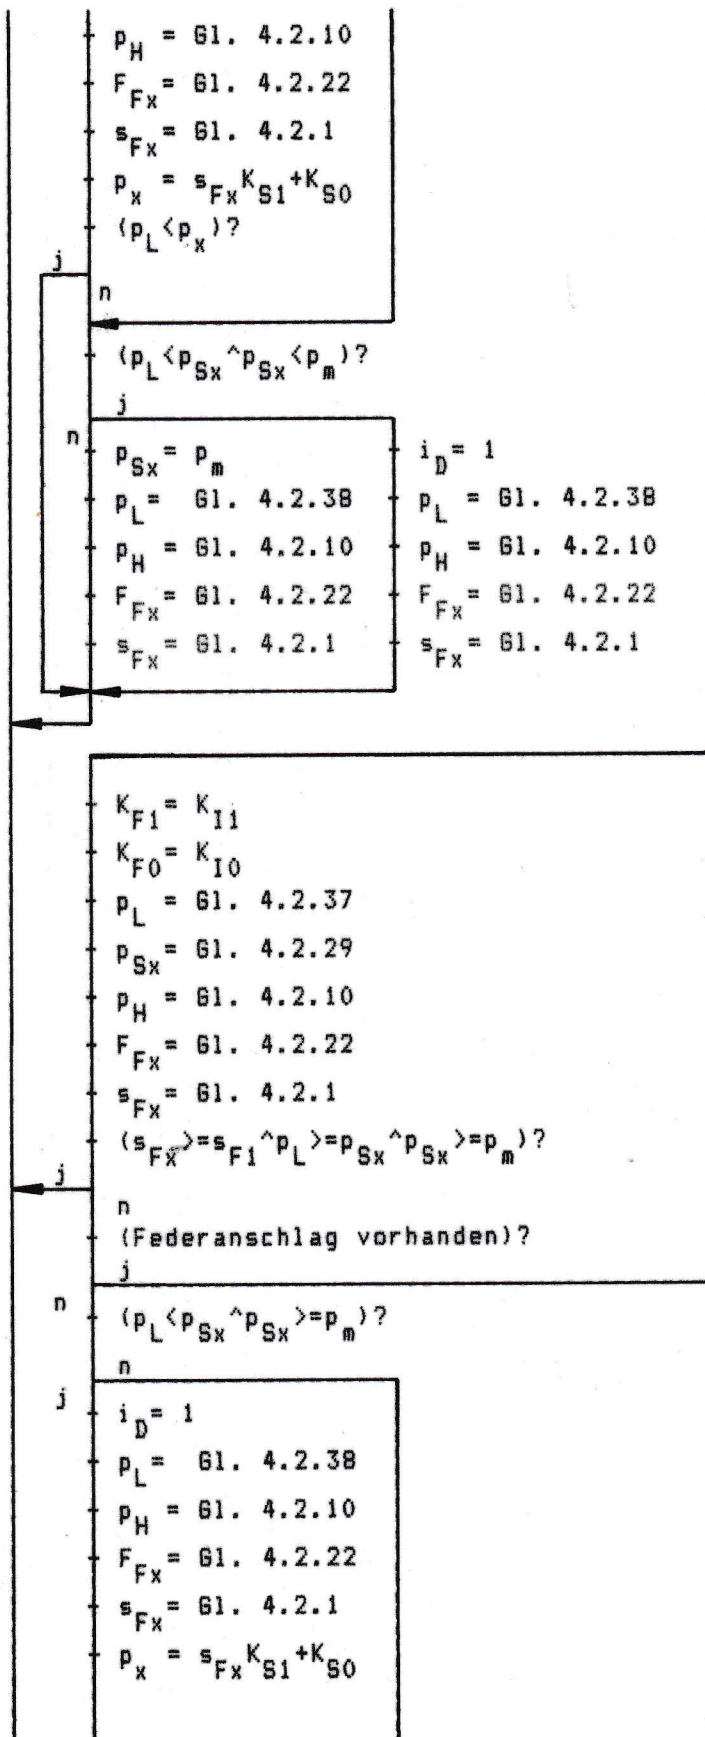 p_H = Gl. 4.2.10
F_Fx = Gl. 4.2.22
s_Fx = Gl. 4.2.1
p_x = s_Fx K_S1+K_S0
(p_L<p_x)?
j
n
(p_L<p_Sx^p_Sx<p_m)?
j
n
p_Sx = p_m
i_D = 1
p_L = Gl. 4.2.38
p_L = Gl. 4.2.38
p_H = Gl. 4.2.10
p_H = Gl. 4.2.10
F_Fx = Gl. 4.2.22
F_Fx = Gl. 4.2.22
s_Fx = Gl. 4.2.1
s_Fx = Gl. 4.2.1
K_F1 = K_I1
K_F0 = K_I0
p_L = Gl. 4.2.37
p_Sx = Gl. 4.2.29
p_H = Gl. 4.2.10
F_Fx = Gl. 4.2.22
s_Fx = Gl. 4.2.1
(s_Fx>=s_F1^p_L>=p_Sx^p_Sx>=p_m)?
j
n
(Federanschlag vorhanden)?
j
n
(p_L<p_Sx^p_Sx>=p_m)?
n
j
i_D = 1
p_L = Gl. 4.2.38
p_H = Gl. 4.2.10
F_Fx = Gl. 4.2.22
s_Fx = Gl. 4.2.1
p_x = s_Fx K_S1+K_S0